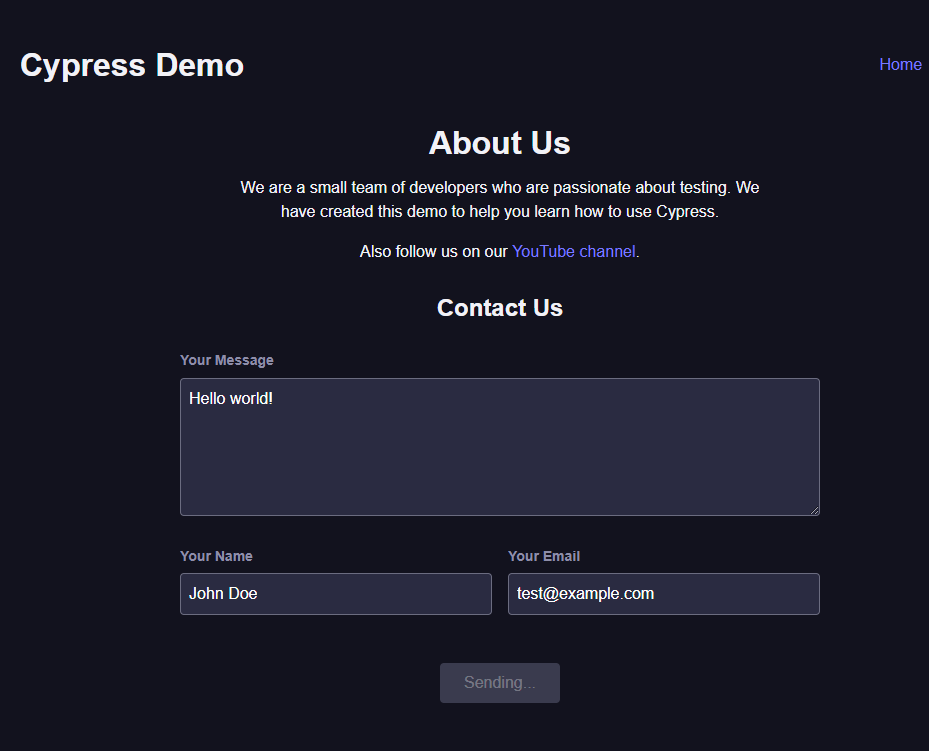 Cypress Demo
Home
About Us
We are a small team of developers who are passionate about testing. We
have created this demo to help you learn how to use Cypress.
Also follow us on our YouTube channel.
Contact Us
Your Message
Hello world!
Your Name
Your Email
John Doe
test@example.com
Sending...